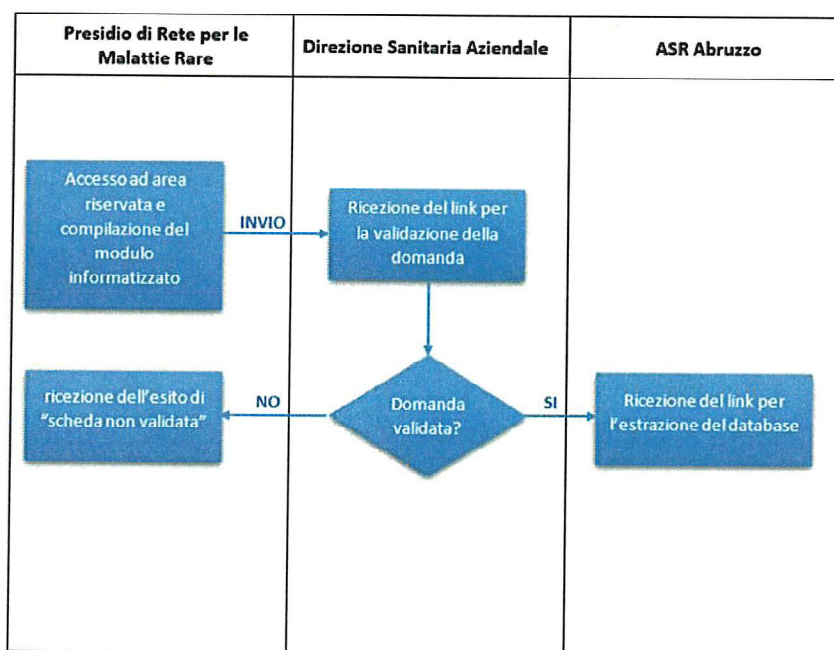 Presidio di Rete per le
Malattie Rare
Direzione Sanitaria Aziendale
ASR Abruzzo
Accesso ad area
riservata e
compilazione del
modulo
informatizzato
INVIO
Ricezione del link per
la validazione della
domanda
ricezione dell'esito di
"scheda non validata"
NO
Domanda
validata?
SI
Ricezione del link per
l'estrazione del database